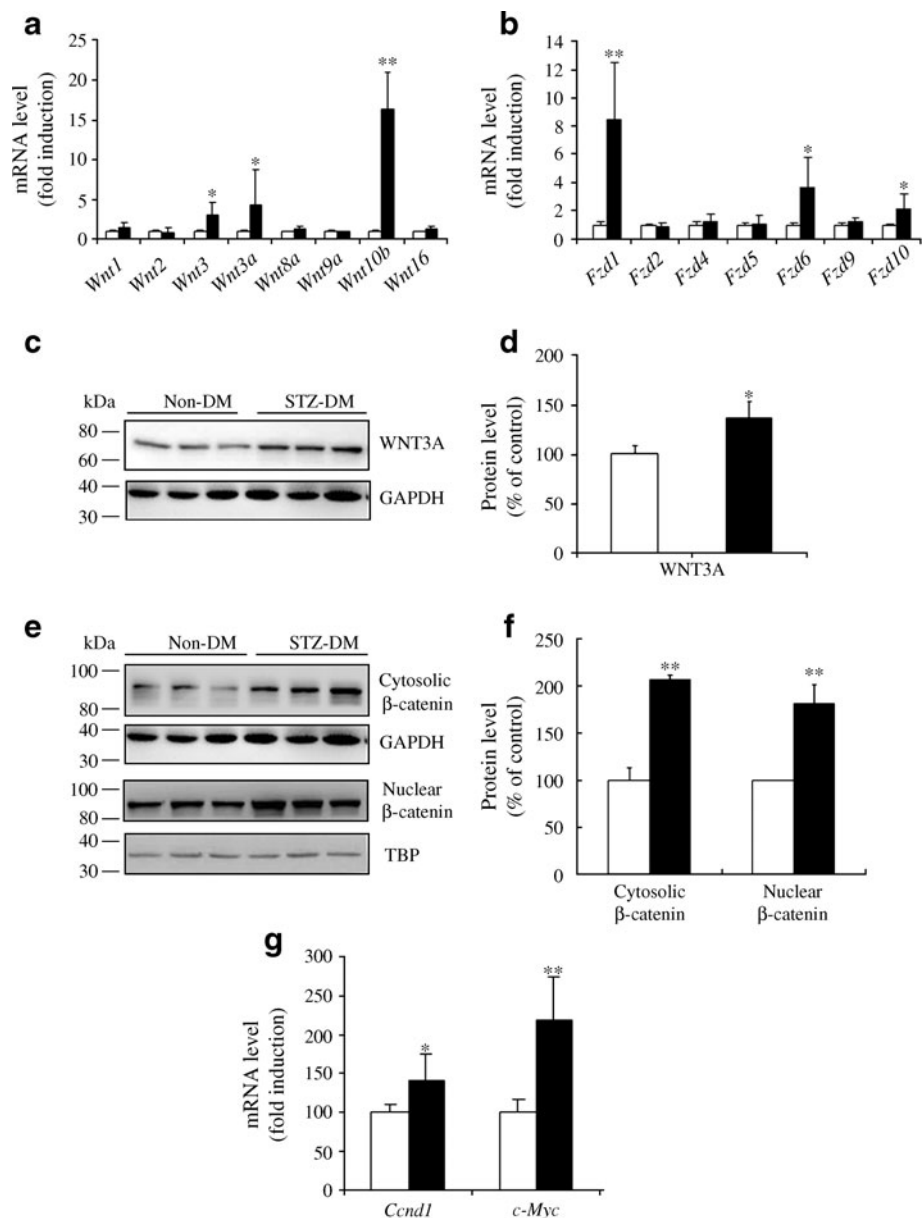 a
mRNA level
(fold induction)
25
20
15
10
5
0
*
*
**
Wnt1
Wnt2
Wnt3
Wnt3a
Wnt8a
Wnt9a
Wnt10b
Wnt16
b
mRNA level
(fold induction)
14
12
10
8
6
4
2
0
**
*
*
Fzd1
Fzd2
Fzd4
Fzd5
Fzd6
Fzd9
Fzd10
c
kDa
Non-DM STZ-DM
80
60
WNT3A
40
30
GAPDH
d
Protein level
(% of control)
200
150
100
50
0
*
WNT3A
e
kDa
Non-DM STZ-DM
100
80
Cytosolic
β-catenin
40
30
GAPDH
100
80
Nuclear
β-catenin
40
30
TBP
f
Protein level
(% of control)
250
200
150
100
50
0
**
**
Cytosolic
β-catenin
Nuclear
β-catenin
g
mRNA level
(fold induction)
300
250
200
150
100
50
0
*
**
Ccnd1
c-Myc